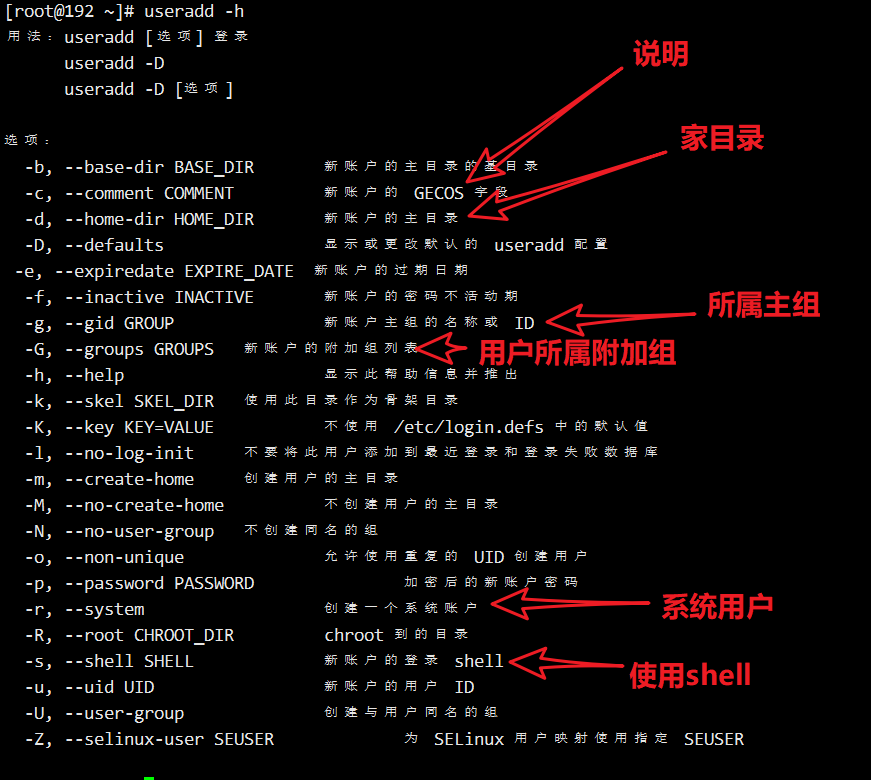 [root@192 ~]# useradd -h
用法：useradd [选项] 登录
useradd -D
useradd -D [选项]
说明
选项：
家目录
-b, --base-dir BASE_DIR 新账户的主目录的基目录
-c, --comment COMMENT 新账户的 GECOS 字段
-d, --home-dir HOME_DIR 新账户的主目录
-D, --defaults 显示或更改默认的 useradd 配置
-e, --expiredate EXPIRE_DATE 新账户的过期日期
-f, --inactive INACTIVE 新账户的密码不活动期
-g, --gid GROUP 新账户主组的名称或 ID
所属主组
-G, --groups GROUPS 新账户的附加组列表
用户所属附加组
-h, --help 显示此帮助信息并推出
-k, --skel SKEL_DIR 使用此目录作为骨架目录
-K, --key KEY=VALUE 不使用 /etc/login.defs 中的默认值
-l, --no-log-init 不要将此用户添加到最近登录和登录失败数据库
-m, --create-home 创建用户的主目录
-M, --no-create-home 不创建用户的主目录
-N, --no-user-group 不创建同名的组
-o, --non-unique 允许使用重复的 UID 创建用户
-p, --password PASSWORD 加密后的新账户密码
-r, --system 创建一个系统账户
系统用户
-R, --root CHROOT_DIR chroot 到的目录
-s, --shell SHELL 新账户的登录 shell
使用shell
-u, --uid UID 新账户的用户 ID
-U, --user-group 创建与用户同名的组
-Z, --selinux-user SEUSER 为 SELinux 用户映射使用指定 SEUSER